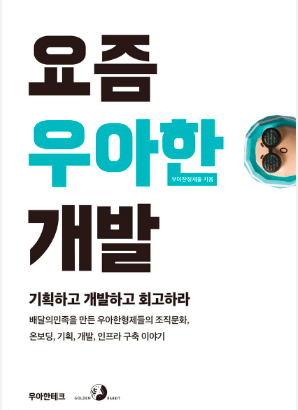 요즘
우아한
우아한형제들 지음
개발
기획하고 개발하고 회고하라
배달의민족을 만든 우아한형제들의 조직문화,
온보딩, 기획, 개발, 인프라 구축 이야기
우아한테크
GOLDEN RABBIT